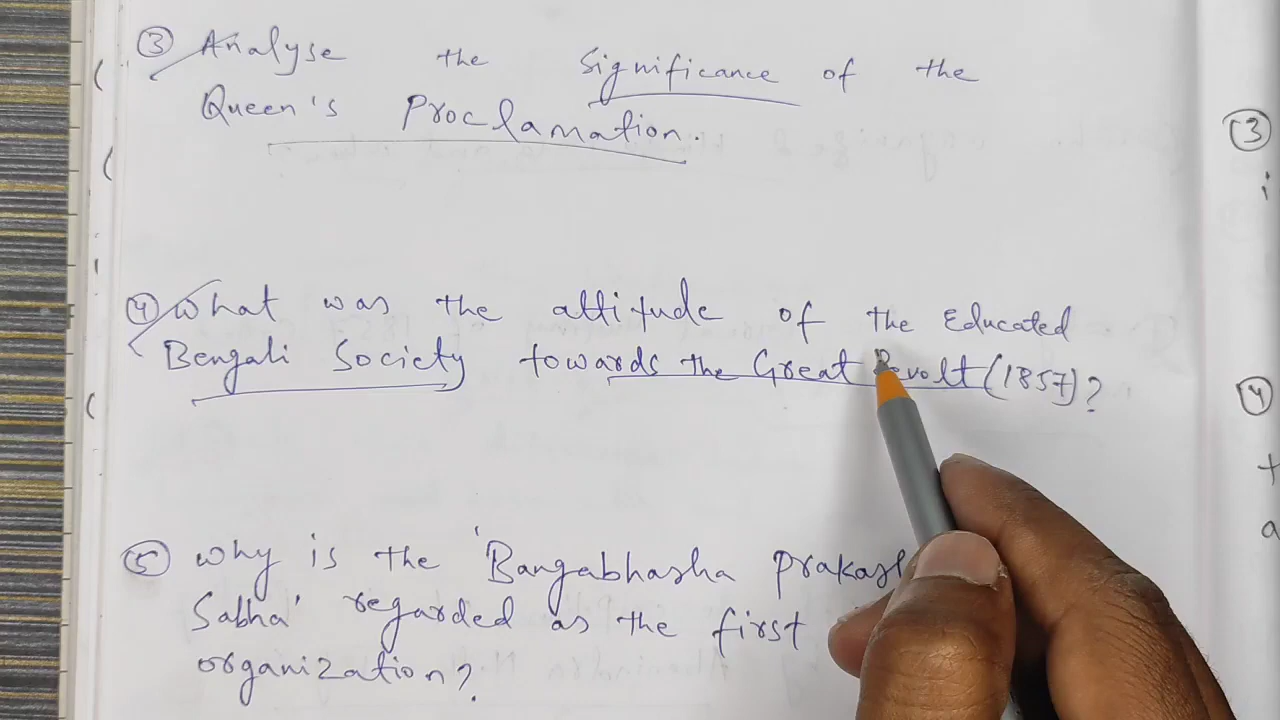 ③ Analyse the significance of the
Queen's Proclamation.
④ What was the attitude of the Educated
Bengali Society towards the Great Revolt (1857)?
⑤ Why is the 'Bangabhasha
Sabha' regarded as the first
organization?
③
i
④
t
a